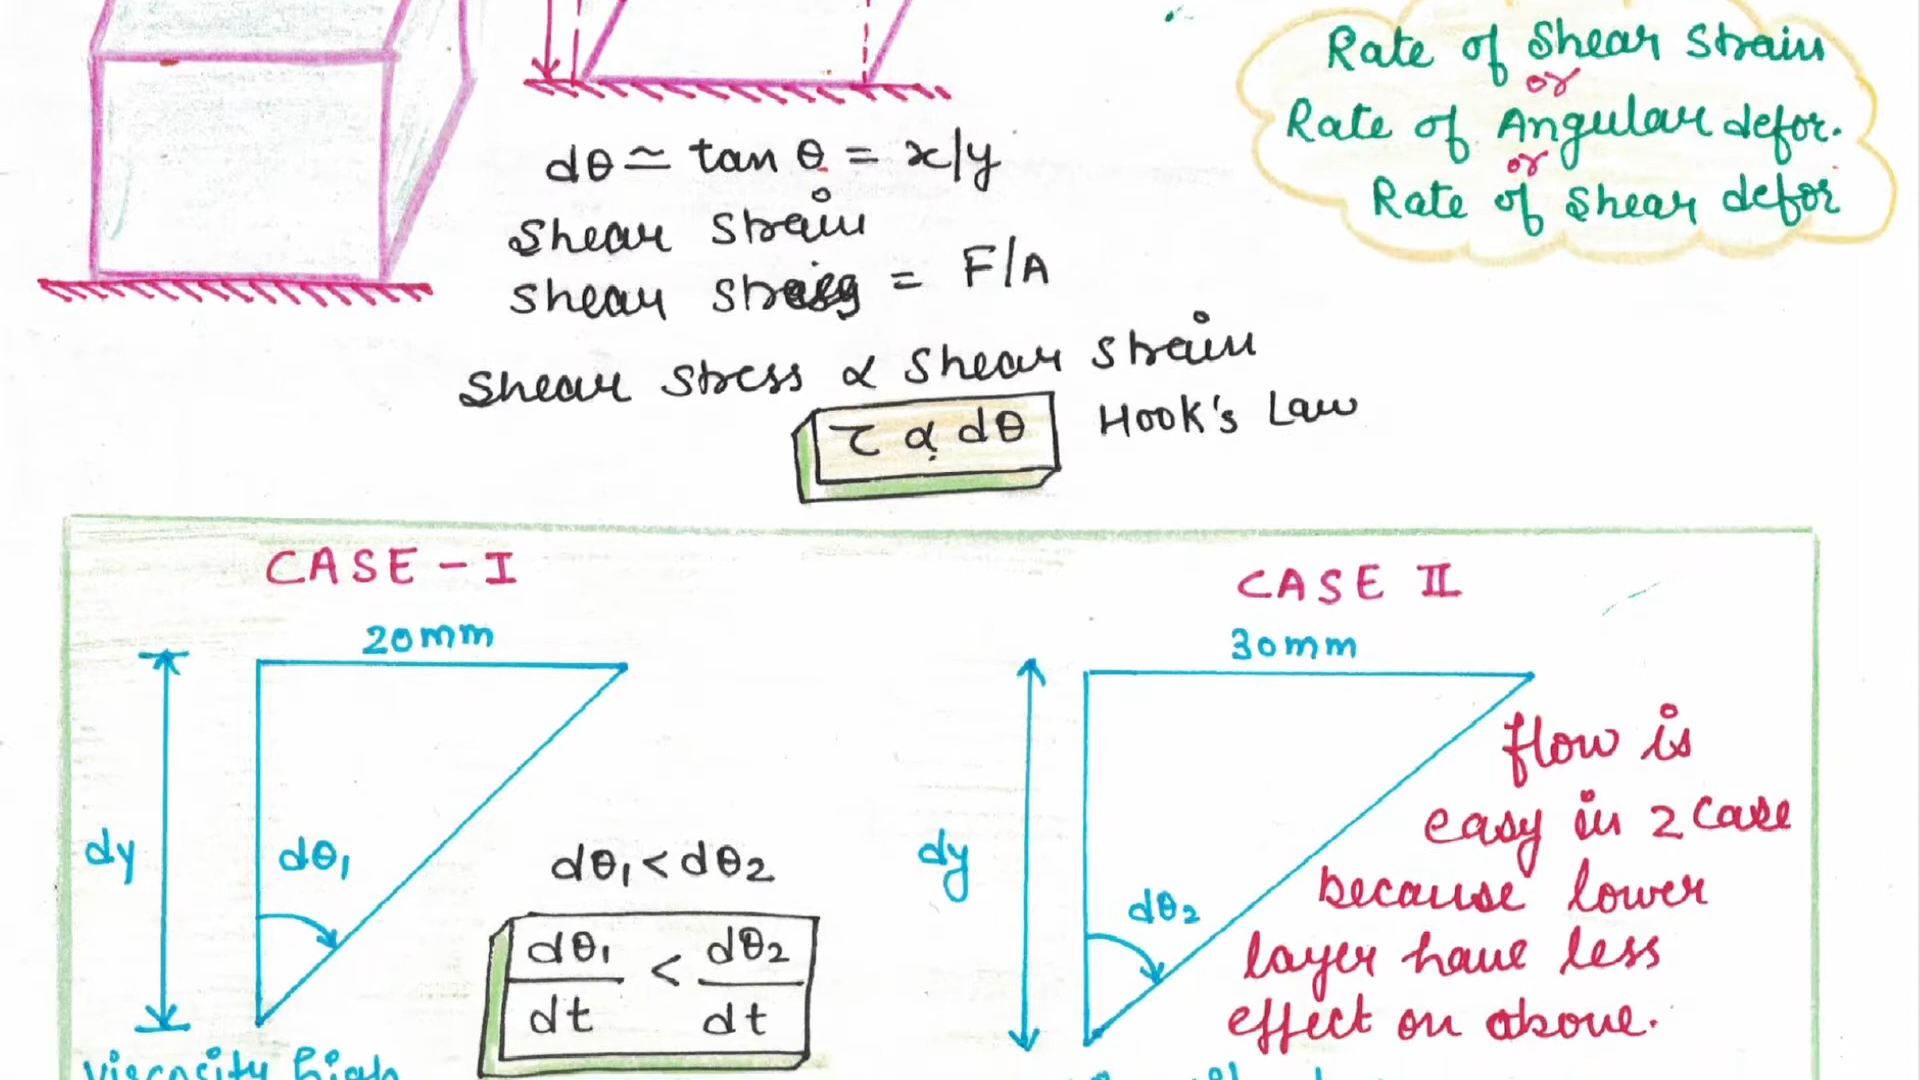 Rate of Shear Strain
or
Rate of Angular defor.
or
Rate of Shear defor
dθ ≃ tan θ = x/y
Shear Strain
Shear Stress = F/A
Shear Stress α Shear Strain
τ α dθ Hook's Law
CASE - I
20mm
dy
dθ1
dθ1 < dθ2
dθ1/dt < dθ2/dt
Viscosity high
CASE II
30mm
dy
dθ2
flow is
easy in 2 case
because lower
layer have less
effect on above.